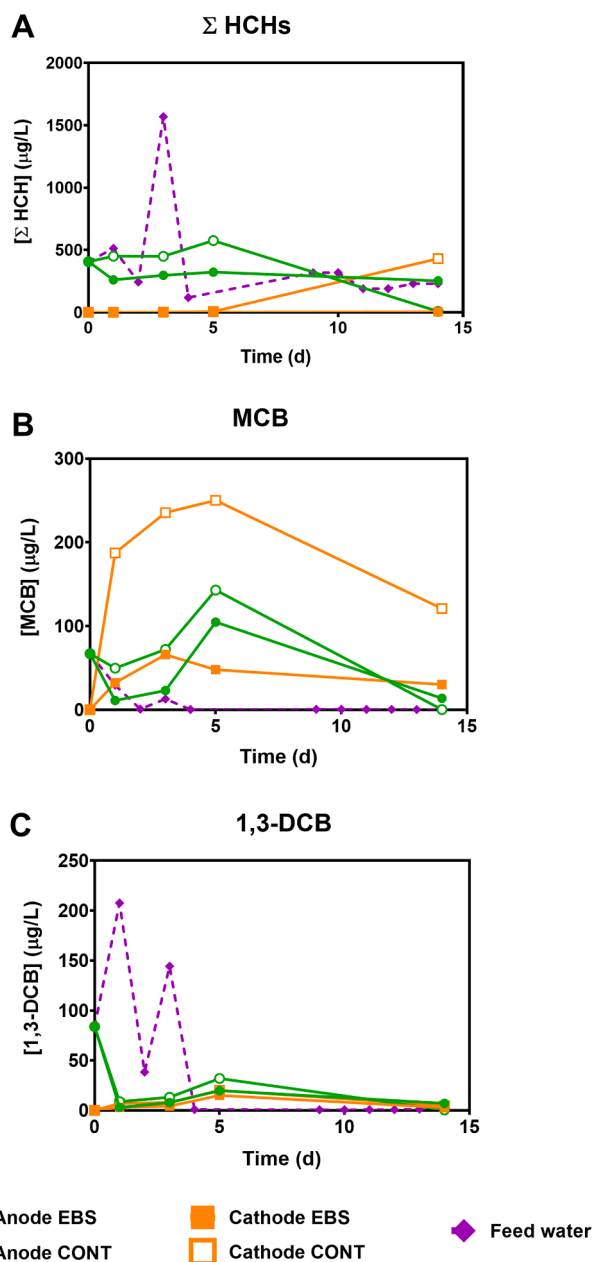 A
Σ HCHs
2000
1500
1000
500
0
[Σ HCH] (μg/L)
0 5 10 15
Time (d)
B
MCB
300
200
100
0
[MCB] (μg/L)
0 5 10 15
Time (d)
C
1,3-DCB
250
200
150
100
50
0
[1,3-DCB] (μg/L)
0 5 10 15
Time (d)
Anode EBS
Cathode EBS
Feed water
Anode CONT
Cathode CONT